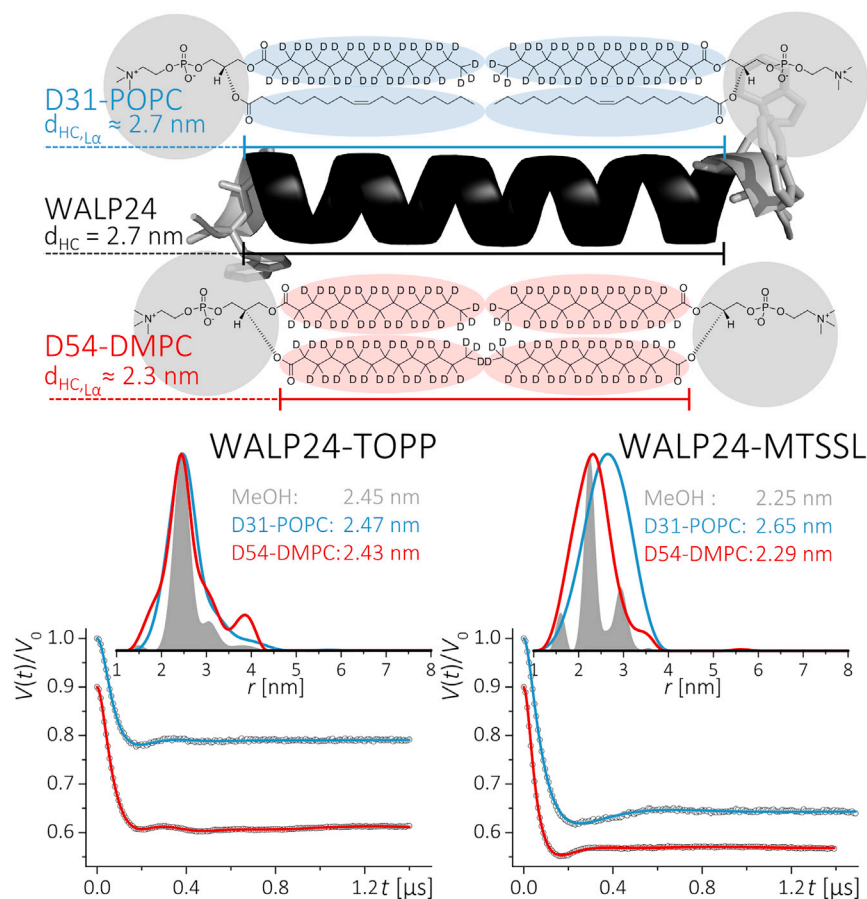 D31-POPC
d_HC,Lα ≈ 2.7 nm
WALP24
d_HC = 2.7 nm
D54-DMPC
d_HC,Lα ≈ 2.3 nm
WALP24-TOPP
MeOH: 2.45 nm
D31-POPC: 2.47 nm
D54-DMPC: 2.43 nm
1 2 3 4 5 6 7 8
r [nm]
V(t)/V_0
1.0
0.9
0.8
0.7
0.6
0.0 0.4 0.8 1.2 t [µs]
WALP24-MTSSL
MeOH : 2.25 nm
D31-POPC: 2.65 nm
D54-DMPC: 2.29 nm
1 2 3 4 5 6 7 8
r [nm]
V(t)/V_0
1.0
0.9
0.8
0.7
0.6
0.0 0.4 0.8 1.2 t [µs]